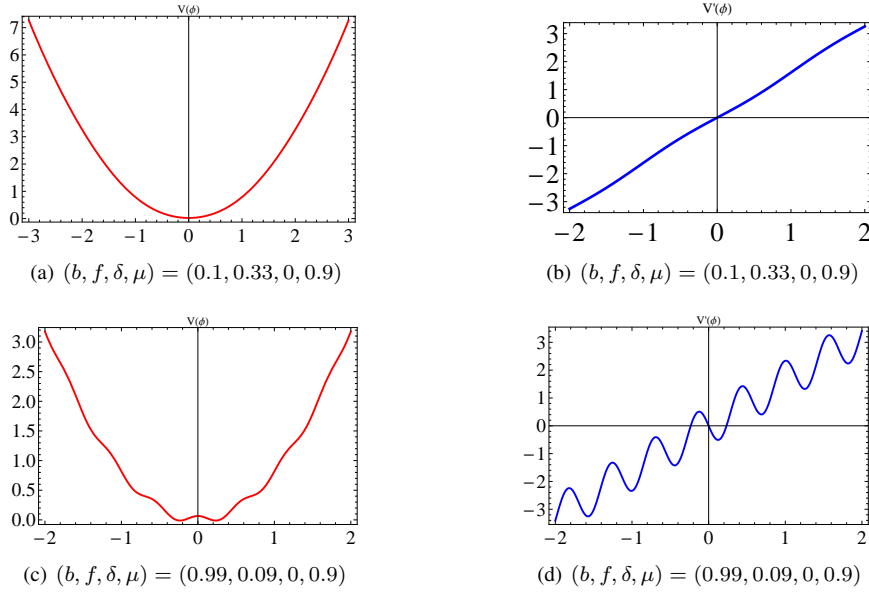 V(ϕ)
7
6
5
4
3
2
1
0
−3 −2 −1 0 1 2 3
(a) (b, f, δ, μ) = (0.1, 0.33, 0, 0.9)
V'(ϕ)
3
2
1
0
−1
−2
−3
−2 −1 0 1 2
(b) (b, f, δ, μ) = (0.1, 0.33, 0, 0.9)
V(ϕ)
3.0
2.5
2.0
1.5
1.0
0.5
0.0
−2 −1 0 1 2
(c) (b, f, δ, μ) = (0.99, 0.09, 0, 0.9)
V'(ϕ)
3
2
1
0
−1
−2
−3
−2 −1 0 1 2
(d) (b, f, δ, μ) = (0.99, 0.09, 0, 0.9)